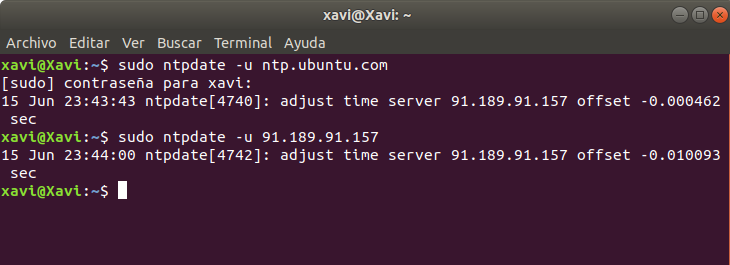 xavi@Xavi: ~
Archivo Editar Ver Buscar Terminal Ayuda
xavi@Xavi:~$ sudo ntpdate -u ntp.ubuntu.com
[sudo] contraseña para xavi:
15 Jun 23:43:43 ntpdate[4740]: adjust time server 91.189.91.157 offset -0.000462
 sec
xavi@Xavi:~$ sudo ntpdate -u 91.189.91.157
15 Jun 23:44:00 ntpdate[4742]: adjust time server 91.189.91.157 offset -0.010093
 sec
xavi@Xavi:~$